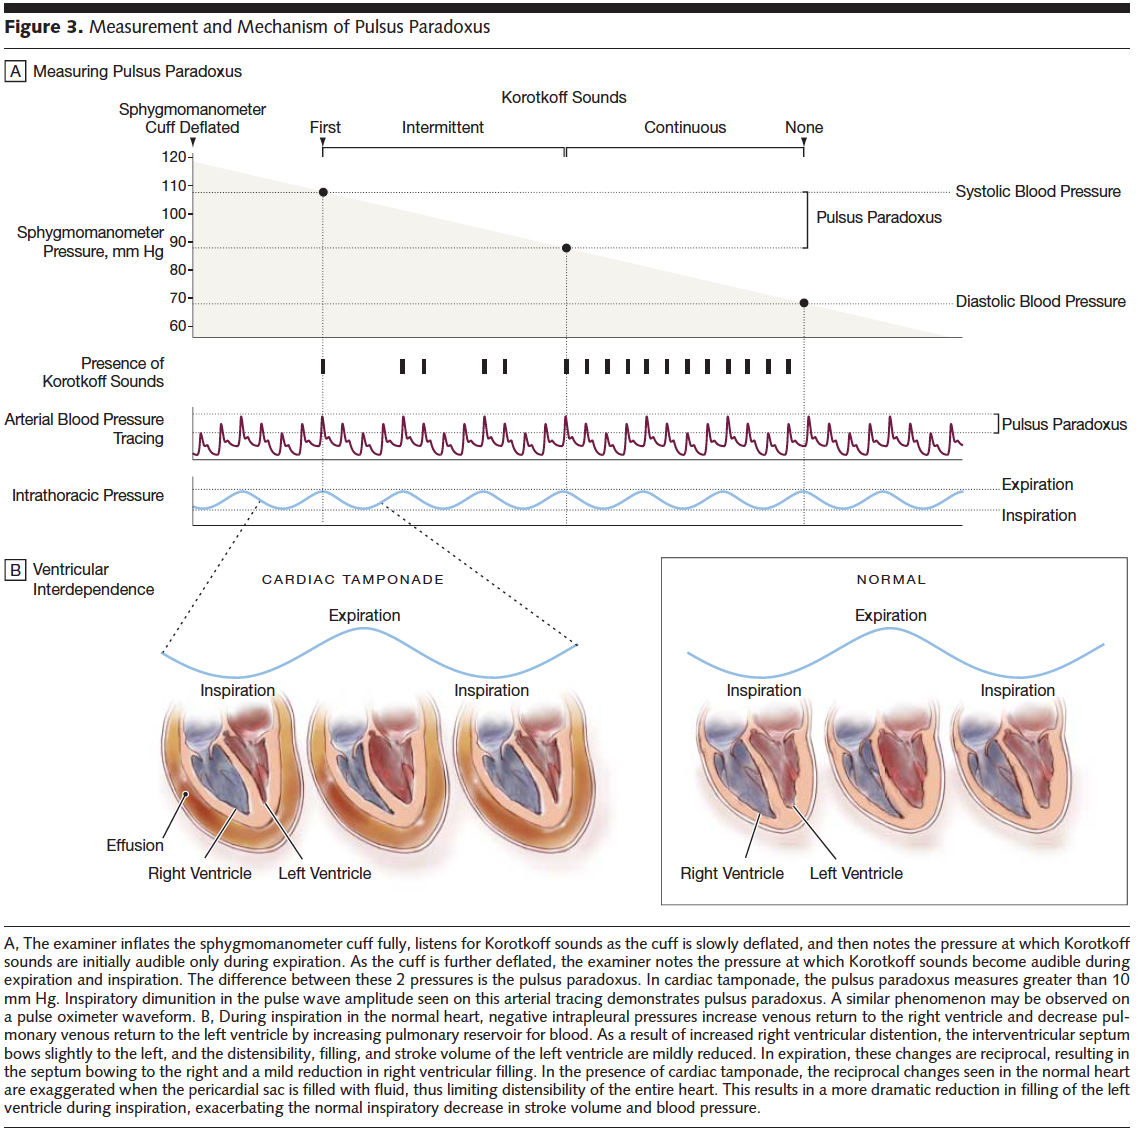 Figure 3. Measurement and Mechanism of Pulsus Paradoxus
A Measuring Pulsus Paradoxus
Korotkoff Sounds
Sphygmomanometer
Cuff Deflated
First
Intermittent
Continuous
None
120
110
100
90
80
70
60
Sphygmomanometer
Pressure, mm Hg
Systolic Blood Pressure
Pulsus Paradoxus
Diastolic Blood Pressure
Presence of
Korotkoff Sounds
Arterial Blood Pressure
Tracing
Pulsus Paradoxus
Intrathoracic Pressure
Expiration
Inspiration
B Ventricular
Interdependence
CARDIAC TAMPONADE
Expiration
Inspiration
Inspiration
Effusion
Right Ventricle
Left Ventricle
NORMAL
Expiration
Inspiration
Inspiration
Right Ventricle
Left Ventricle
A, The examiner inflates the sphygmomanometer cuff fully, listens for Korotkoff sounds as the cuff is slowly deflated, and then notes the pressure at which Korotkoff
sounds are initially audible only during expiration. As the cuff is further deflated, the examiner notes the pressure at which Korotkoff sounds become audible during
expiration and inspiration. The difference between these 2 pressures is the pulsus paradoxus. In cardiac tamponade, the pulsus paradoxus measures greater than 10
mm Hg. Inspiratory dimunition in the pulse wave amplitude seen on this arterial tracing demonstrates pulsus paradoxus. A similar phenomenon may be observed on
a pulse oximeter waveform. B, During inspiration in the normal heart, negative intrapleural pressures increase venous return to the right ventricle and decrease pul-
monary venous return to the left ventricle by increasing pulmonary reservoir for blood. As a result of increased right ventricular distention, the interventricular septum
bows slightly to the left, and the distensibility, filling, and stroke volume of the left ventricle are mildly reduced. In expiration, these changes are reciprocal, resulting in
the septum bowing to the right and a mild reduction in right ventricular filling. In the presence of cardiac tamponade, the reciprocal changes seen in the normal heart
are exaggerated when the pericardial sac is filled with fluid, thus limiting distensibility of the entire heart. This results in a more dramatic reduction in filling of the left
ventricle during inspiration, exacerbating the normal inspiratory decrease in stroke volume and blood pressure.